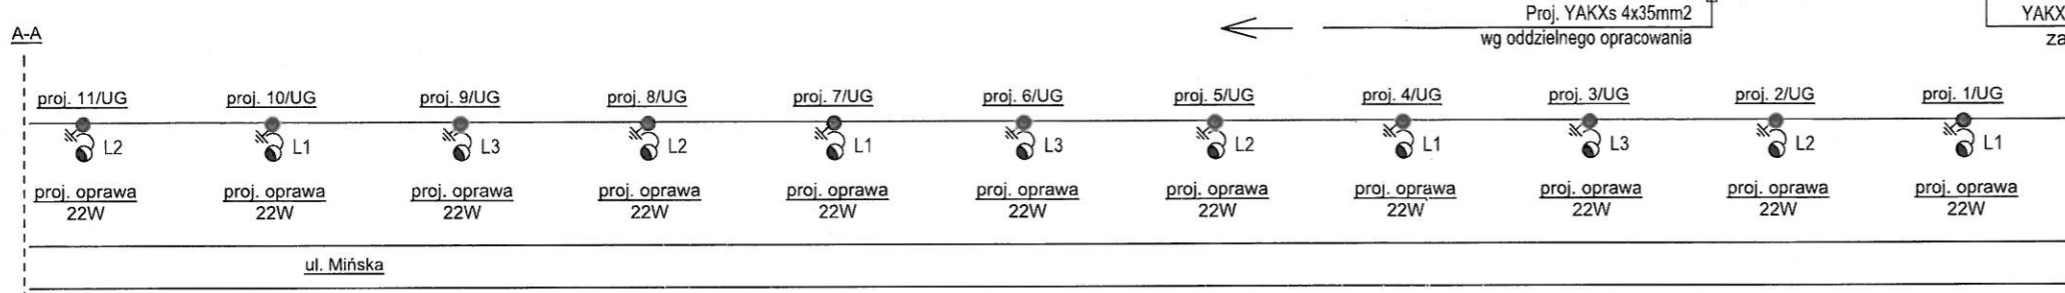 Proj. YAKXs 4x35mm2
wg oddzielnego opracowania
YAKX
za
A-A
proj. 11/UG
proj. 10/UG
proj. 9/UG
proj. 8/UG
proj. 7/UG
proj. 6/UG
proj. 5/UG
proj. 4/UG
proj. 3/UG
proj. 2/UG
proj. 1/UG
L2
L1
L3
L2
L1
L3
L2
L1
L3
L2
L1
proj. oprawa
22W
proj. oprawa
22W
proj. oprawa
22W
proj. oprawa
22W
proj. oprawa
22W
proj. oprawa
22W
proj. oprawa
22W
proj. oprawa
22W
proj. oprawa
22W
proj. oprawa
22W
proj. oprawa
22W
ul. Mińska